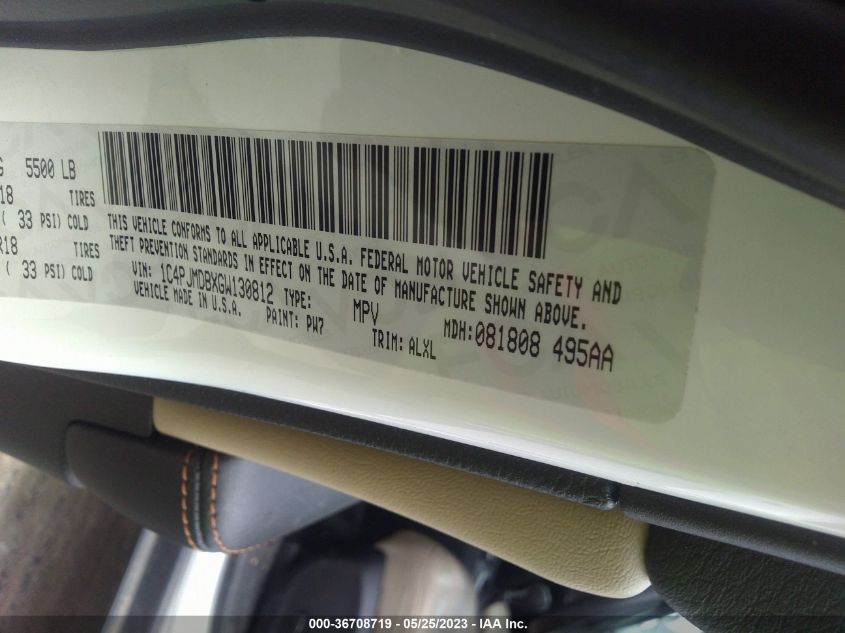 G 5500 LB
18 TIRES
( 33 PSI) COLD
R18 TIRES
( 33 PSI) COLD
THIS VEHICLE CONFORMS TO ALL APPLICABLE U.S.A. FEDERAL MOTOR VEHICLE SAFETY AND
THEFT PREVENTION STANDARDS IN EFFECT ON THE DATE OF MANUFACTURE SHOWN ABOVE.
VIN: 1C4PJMDBXGW130812 TYPE: MPV MDH:081808 495AA
VEHICLE MADE IN U.S.A. PAINT: PW7 TRIM: ALXL
000-36708719 / 05/25/2023 / IAA Inc.